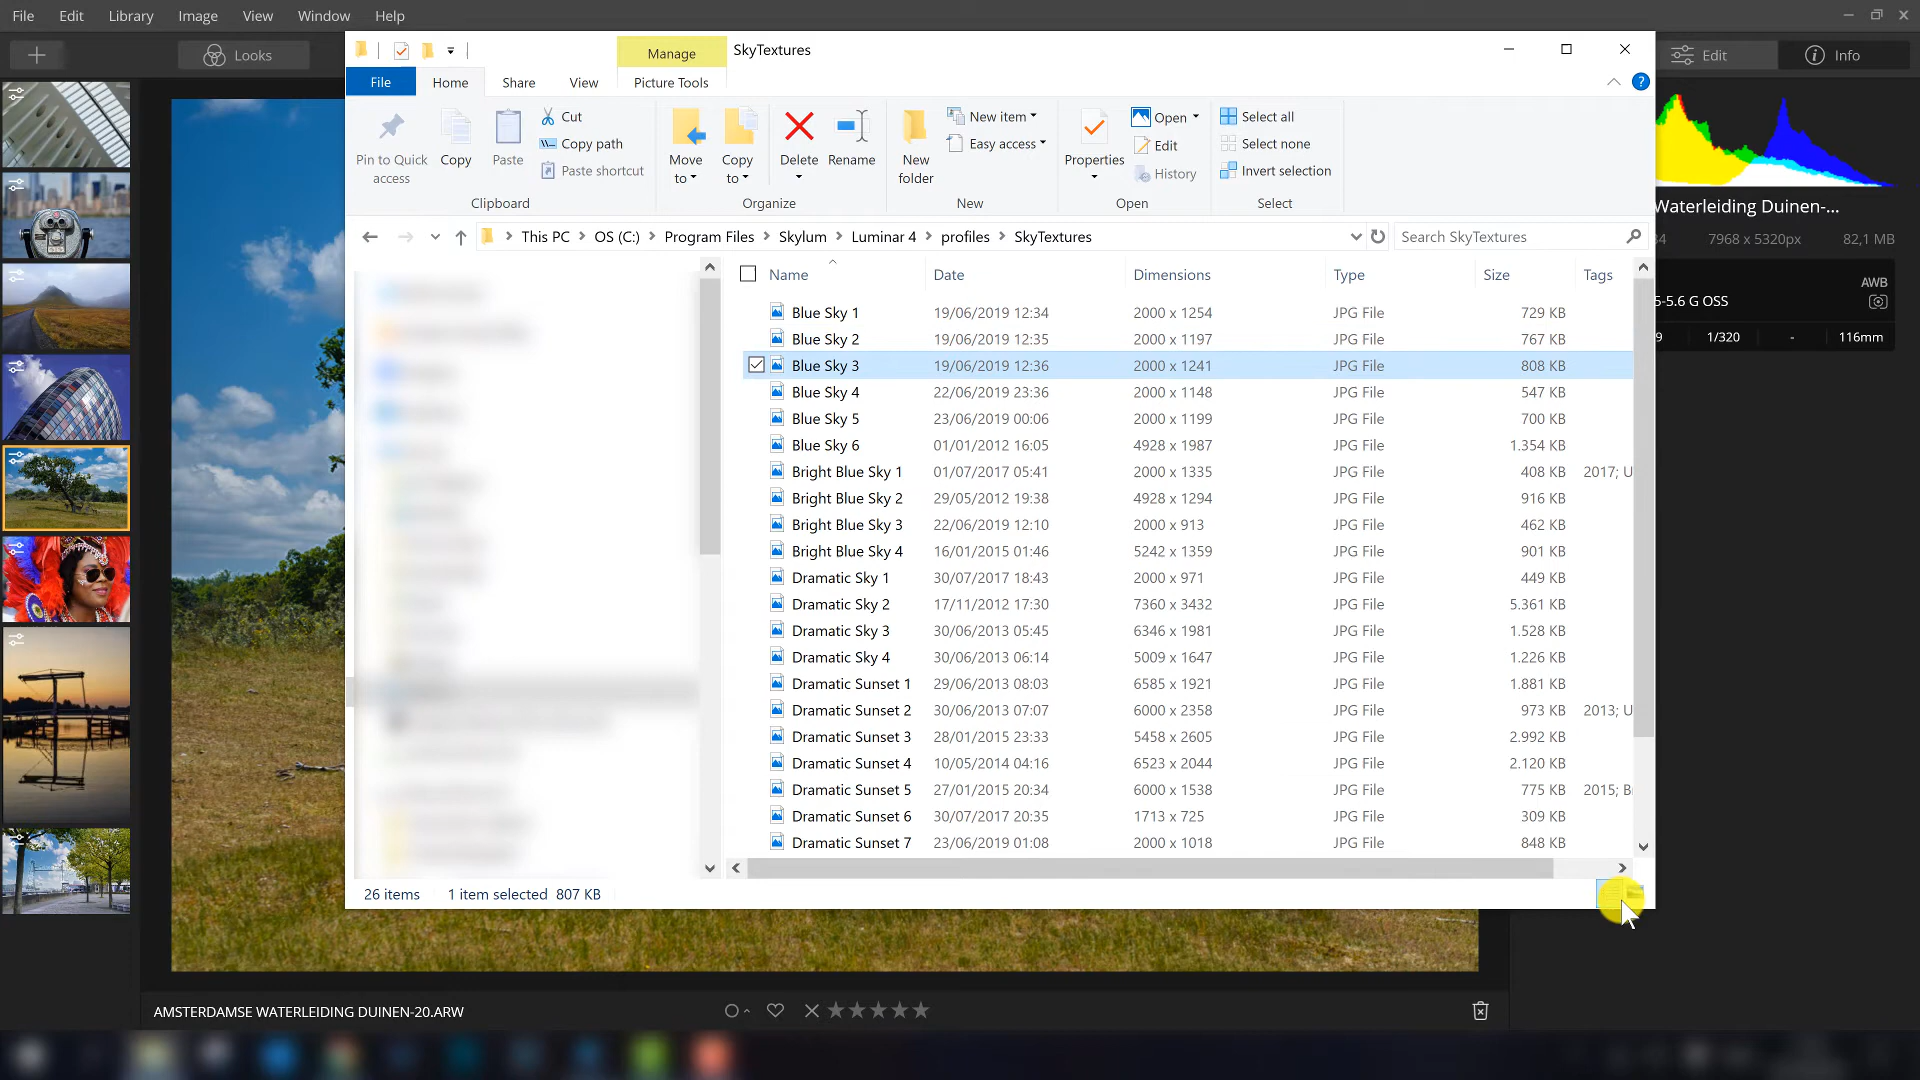 File Edit Library Image View Window Help
Looks
Edit
Info
Manage
SkyTextures
File Home Share View Picture Tools
Pin to Quick
access
Copy
Paste
Cut
Copy path
Paste shortcut
Clipboard
Move
to
Copy
to
Delete
Rename
Organize
New
folder
New item
Easy access
New
Properties
Open
Edit
History
Open
Select all
Select none
Invert selection
Select
This PC > OS (C:) > Program Files > Skylum > Luminar 4 > profiles > SkyTextures
Search SkyTextures
Name Date Dimensions Type Size Tags
Blue Sky 1 19/06/2019 12:34 2000 x 1254 JPG File 729 KB
Blue Sky 2 19/06/2019 12:35 2000 x 1197 JPG File 767 KB
Blue Sky 3 19/06/2019 12:36 2000 x 1241 JPG File 808 KB
Blue Sky 4 22/06/2019 23:36 2000 x 1148 JPG File 547 KB
Blue Sky 5 23/06/2019 00:06 2000 x 1199 JPG File 700 KB
Blue Sky 6 01/01/2012 16:05 4928 x 1987 JPG File 1.354 KB
Bright Blue Sky 1 01/07/2017 05:41 2000 x 1335 JPG File 408 KB 2017; U
Bright Blue Sky 2 29/05/2012 19:38 4928 x 1294 JPG File 916 KB
Bright Blue Sky 3 22/06/2019 12:10 2000 x 913 JPG File 462 KB
Bright Blue Sky 4 16/01/2015 01:46 5242 x 1359 JPG File 901 KB
Dramatic Sky 1 30/07/2017 18:43 2000 x 971 JPG File 449 KB
Dramatic Sky 2 17/11/2012 17:30 7360 x 3432 JPG File 5.361 KB
Dramatic Sky 3 30/06/2013 05:45 6346 x 1981 JPG File 1.528 KB
Dramatic Sky 4 30/06/2013 06:14 5009 x 1647 JPG File 1.226 KB
Dramatic Sunset 1 29/06/2013 08:03 6585 x 1921 JPG File 1.881 KB
Dramatic Sunset 2 30/06/2013 07:07 6000 x 2358 JPG File 973 KB 2013; U
Dramatic Sunset 3 28/01/2015 23:33 5458 x 2605 JPG File 2.992 KB
Dramatic Sunset 4 10/05/2014 04:16 6523 x 2044 JPG File 2.120 KB
Dramatic Sunset 5 27/01/2015 20:34 6000 x 1538 JPG File 775 KB 2015; B
Dramatic Sunset 6 30/07/2017 20:35 1713 x 725 JPG File 309 KB
Dramatic Sunset 7 23/06/2019 01:08 2000 x 1018 JPG File 848 KB
26 items 1 item selected 807 KB
Waterleiding Duinen-...
34 7968 x 5320px 82,1 MB
AWB
5-5.6 G OSS
9 1/320 - 116mm
AMSTERDAMSE WATERLEIDING DUINEN-20.ARW